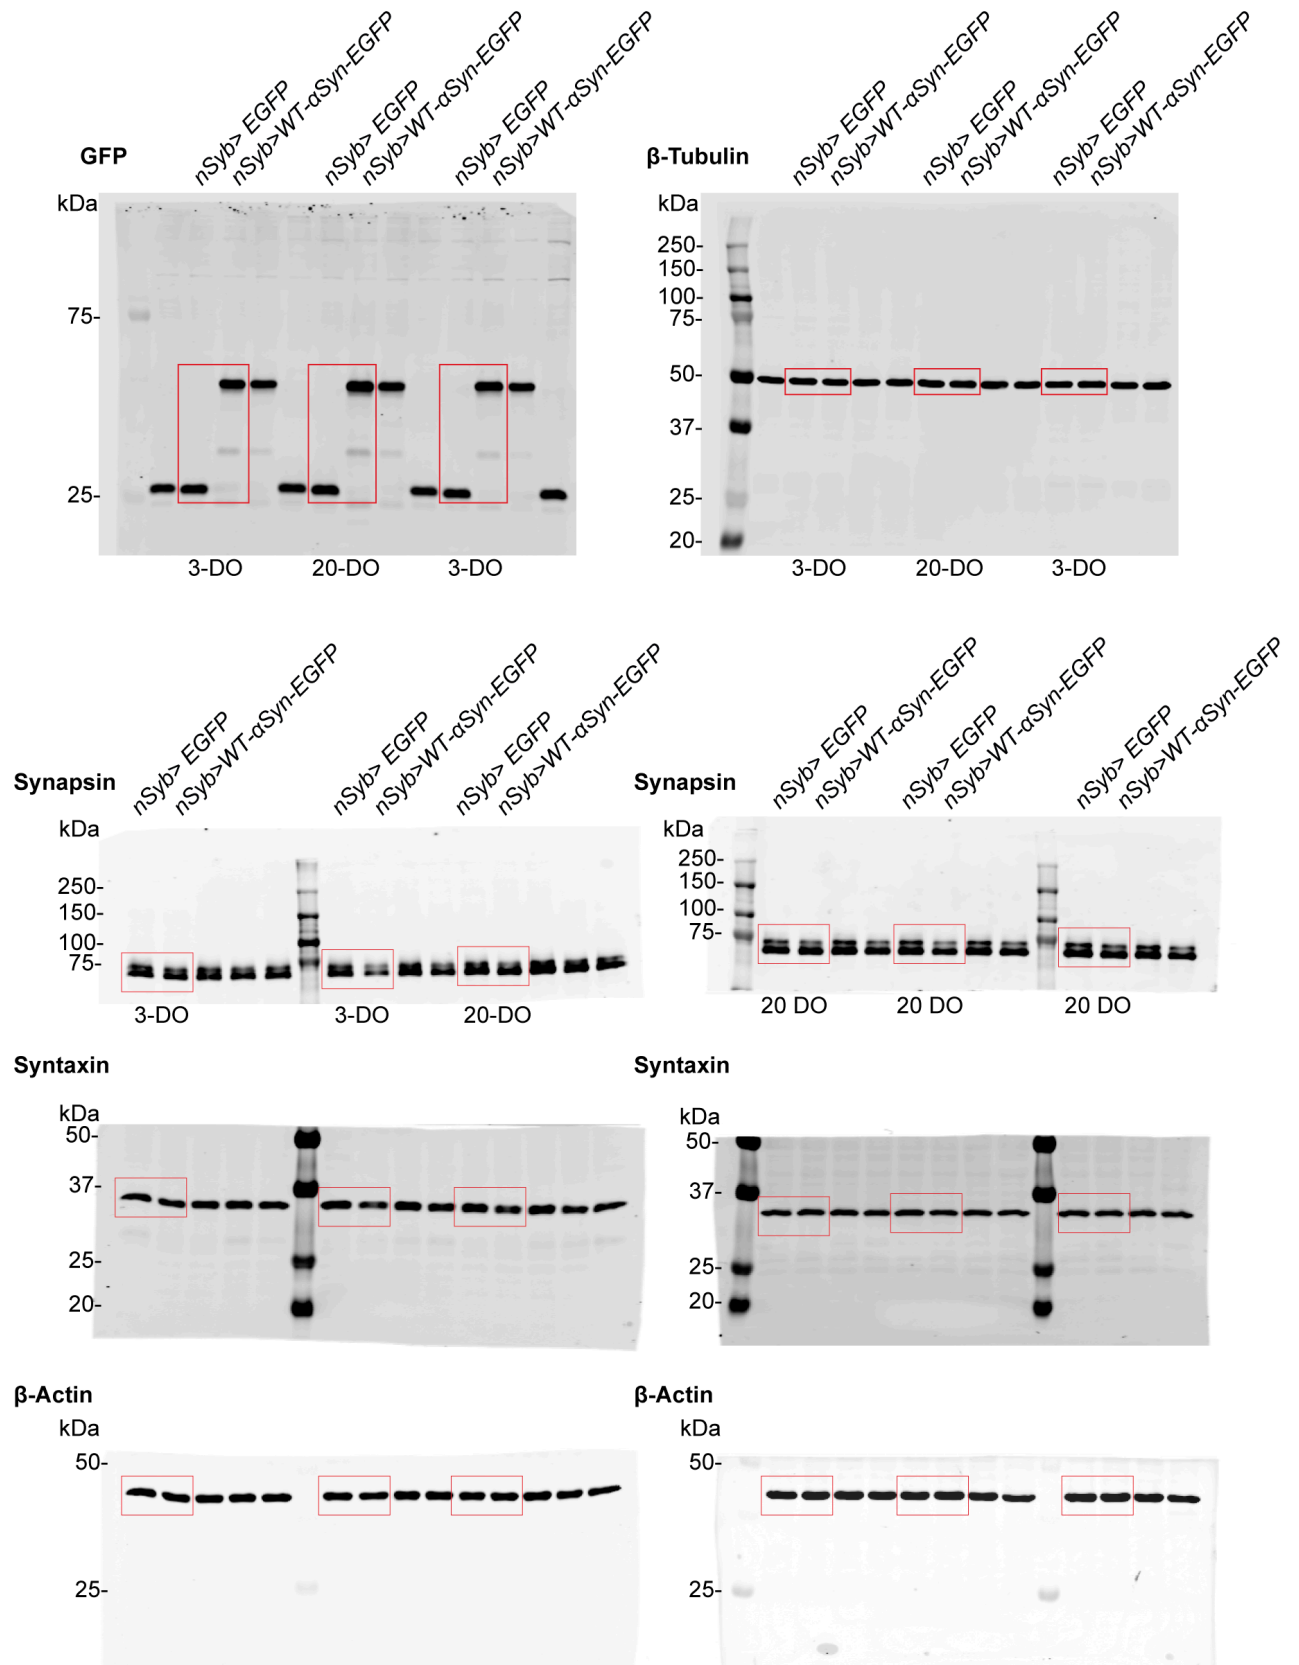 nSyb> EGFP
nSyb>WT-αSyn-EGFP
nSyb> EGFP
nSyb>WT-αSyn-EGFP
nSyb> EGFP
nSyb>WT-αSyn-EGFP
GFP
kDa
75-
25-
3-DO 20-DO 3-DO
nSyb> EGFP
nSyb>WT-αSyn-EGFP
nSyb> EGFP
nSyb>WT-αSyn-EGFP
nSyb> EGFP
nSyb>WT-αSyn-EGFP
β-Tubulin
kDa
250-
150-
100-
75-
50-
37-
25-
20-
3-DO 20-DO 3-DO
nSyb> EGFP
nSyb>WT-αSyn-EGFP
nSyb> EGFP
nSyb>WT-αSyn-EGFP
nSyb> EGFP
nSyb>WT-αSyn-EGFP
Synapsin
kDa
250-
150-
100-
75-
3-DO 3-DO 20-DO
nSyb> EGFP
nSyb>WT-αSyn-EGFP
nSyb> EGFP
nSyb>WT-αSyn-EGFP
nSyb> EGFP
nSyb>WT-αSyn-EGFP
Synapsin
kDa
250-
150-
100-
75-
20 DO 20 DO 20 DO
Syntaxin
kDa
50-
37-
25-
20-
Syntaxin
kDa
50-
37-
25-
20-
β-Actin
kDa
50-
25-
β-Actin
kDa
50-
25-